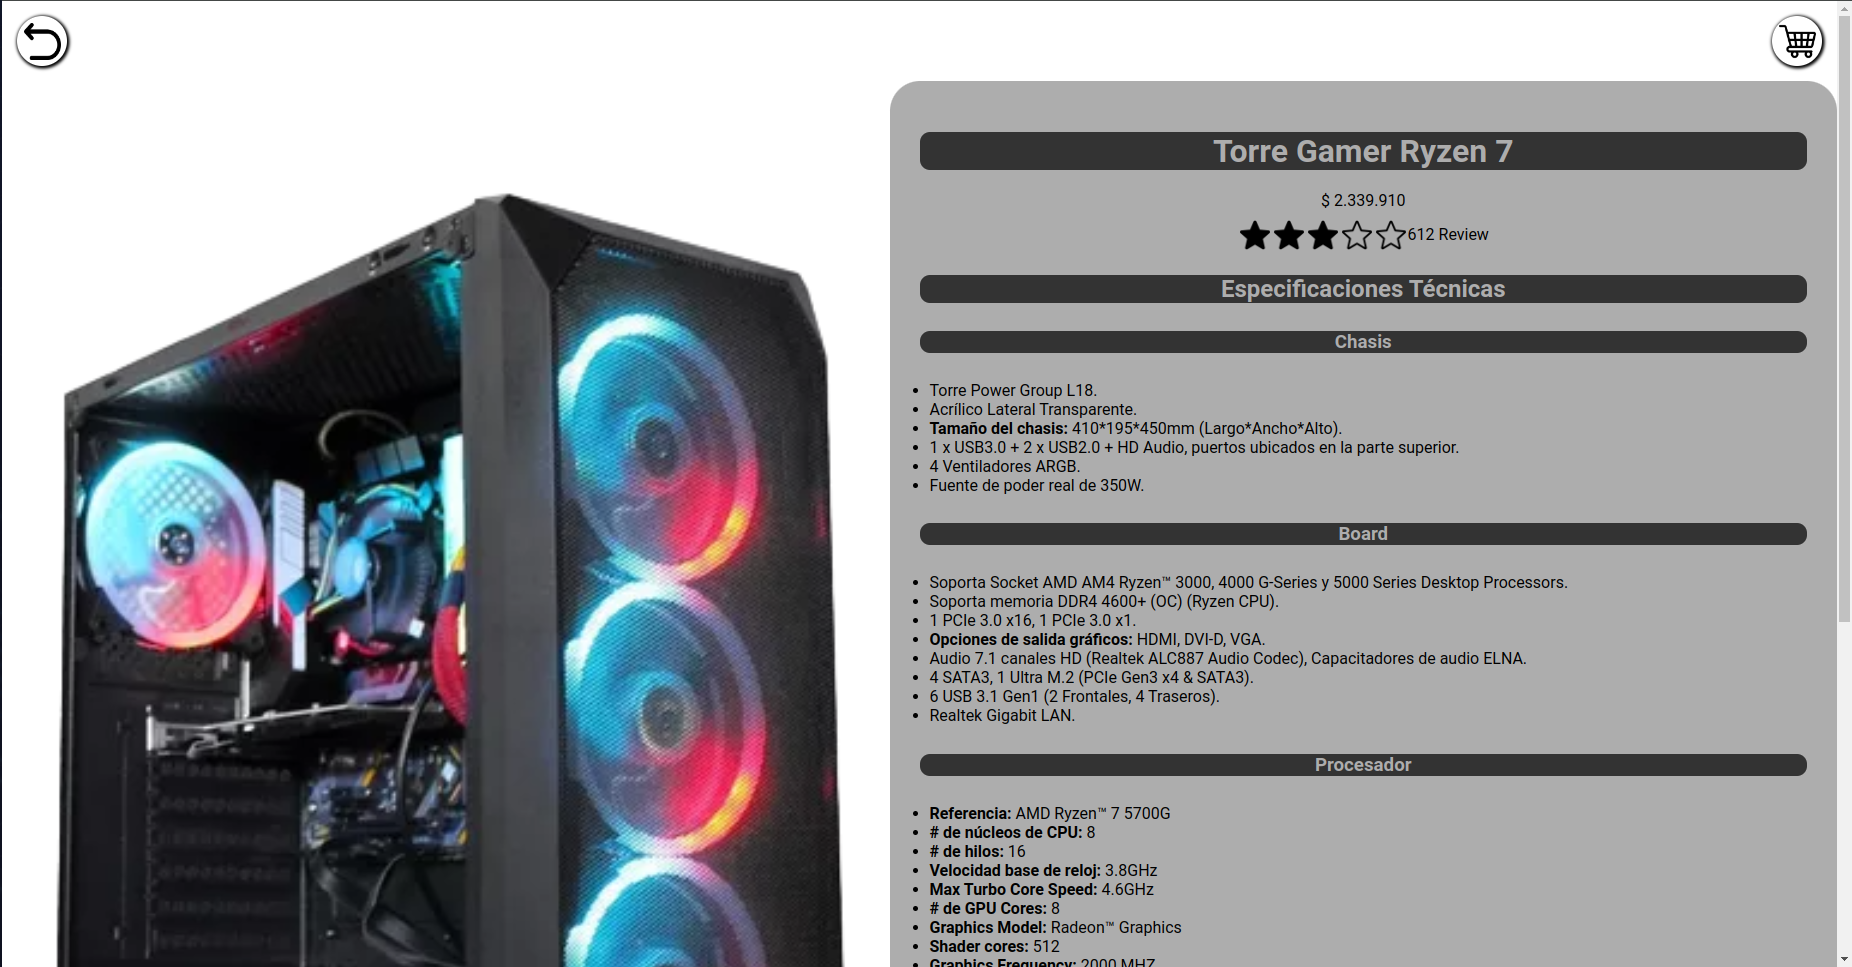 Torre Gamer Ryzen 7
$ 2.339.910
612 Review
Especificaciones Técnicas
Chasis
Torre Power Group L18.
Acrílico Lateral Transparente.
Tamaño del chasis: 410*195*450mm (Largo*Ancho*Alto).
1 x USB3.0 + 2 x USB2.0 + HD Audio, puertos ubicados en la parte superior.
4 Ventiladores ARGB.
Fuente de poder real de 350W.
Board
Soporta Socket AMD AM4 Ryzen™ 3000, 4000 G-Series y 5000 Series Desktop Processors.
Soporta memoria DDR4 4600+ (OC) (Ryzen CPU).
1 PCIe 3.0 x16, 1 PCIe 3.0 x1.
Opciones de salida gráficos: HDMI, DVI-D, VGA.
Audio 7.1 canales HD (Realtek ALC887 Audio Codec), Capacitadores de audio ELNA.
4 SATA3, 1 Ultra M.2 (PCIe Gen3 x4 & SATA3).
6 USB 3.1 Gen1 (2 Frontales, 4 Traseros).
Realtek Gigabit LAN.
Procesador
Referencia: AMD Ryzen™ 7 5700G
# de núcleos de CPU: 8
# de hilos: 16
Velocidad base de reloj: 3.8GHz
Max Turbo Core Speed: 4.6GHz
# de GPU Cores: 8
Graphics Model: Radeon™ Graphics
Shader cores: 512
Graphics Frequency: 2000 MHZ